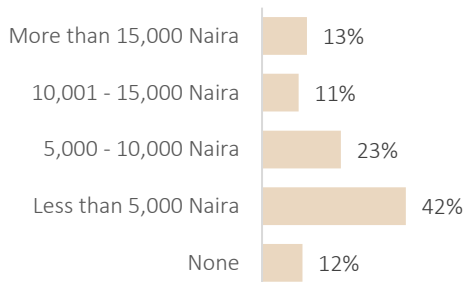 More than 15,000 Naira 13%
10,001 - 15,000 Naira 11%
5,000 - 10,000 Naira 23%
Less than 5,000 Naira 42%
None 12%